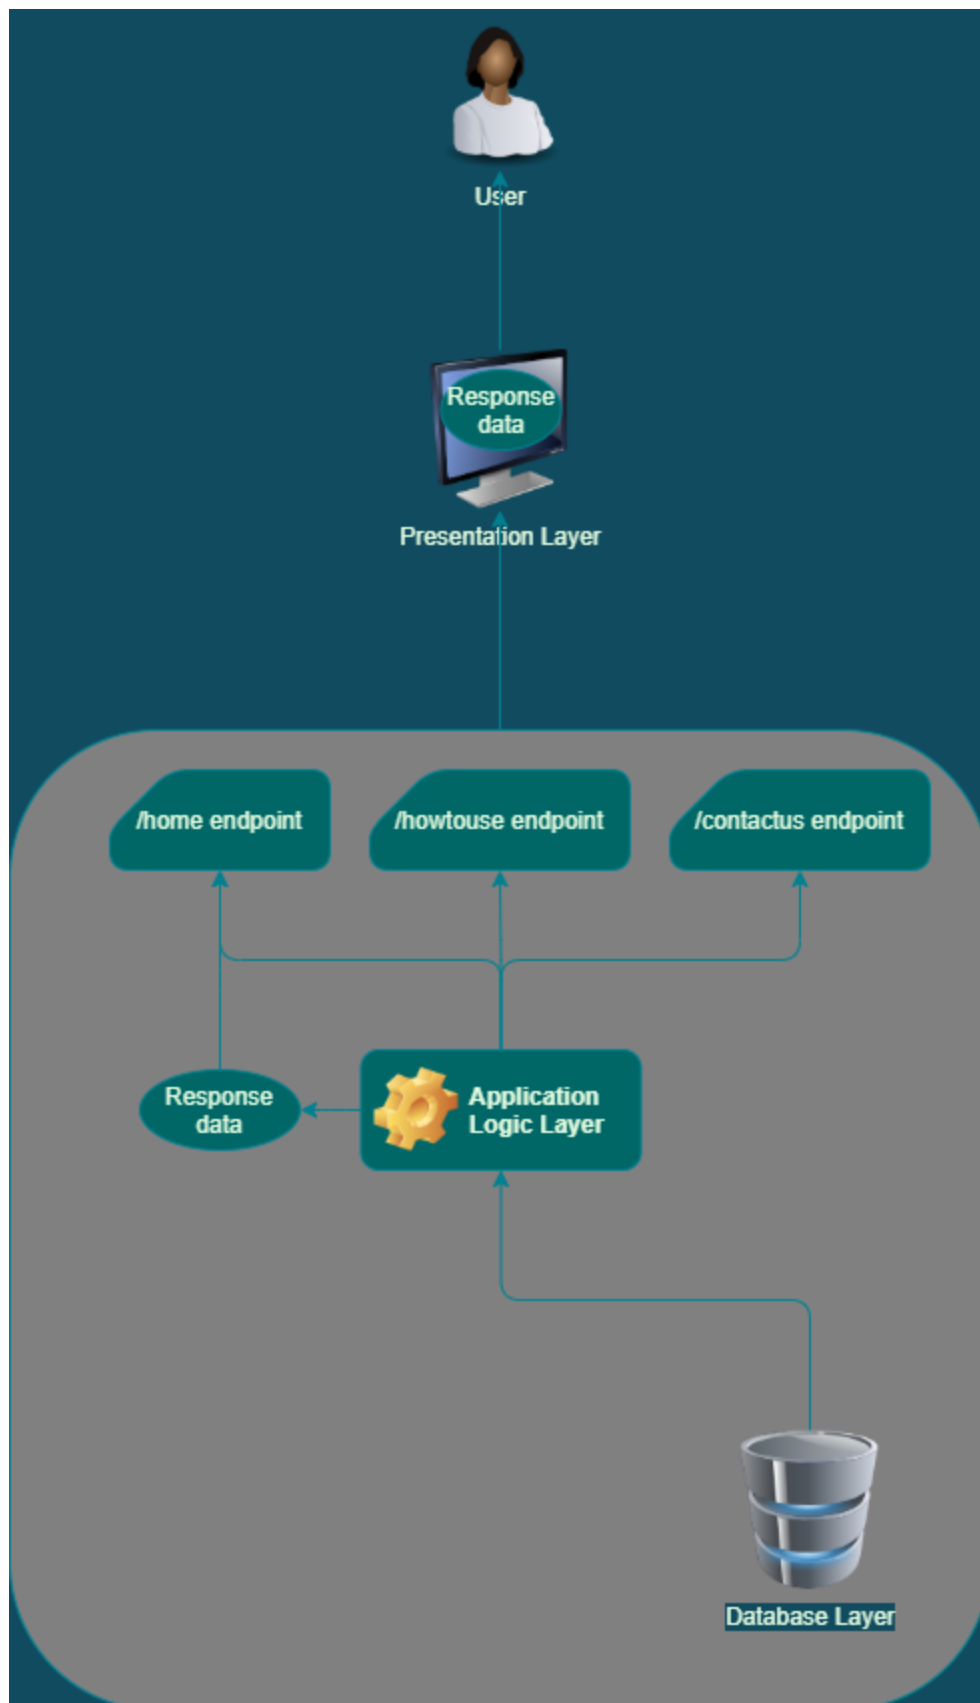 User
Response
data
Presentation Layer
/home endpoint
/howtouse endpoint
/contactus endpoint
Response
data
Application
Logic Layer
Database Layer